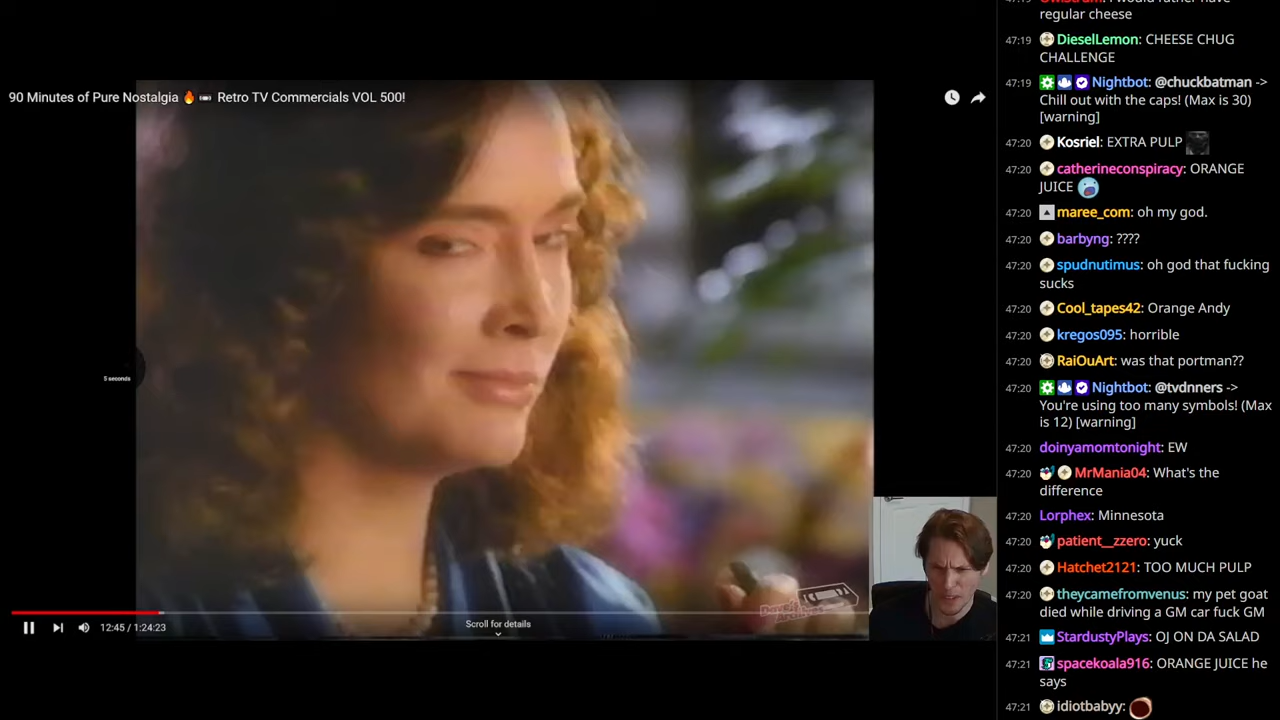 90 Minutes of Pure Nostalgia 🔥 📼 Retro TV Commercials VOL 500!
5 seconds
Scroll for details
12:45 / 1:24:23
47:19
regular cheese
47:19 DieselLemon: CHEESE CHUG
CHALLENGE
47:19 Nightbot: @chuckbatman ->
Chill out with the caps! (Max is 30)
[warning]
47:20 Kosriel: EXTRA PULP
47:20 catherineconspiracy: ORANGE
JUICE
47:20 maree_com: oh my god.
47:20 barbyng: ????
47:20 spudnutimus: oh god that fucking
sucks
47:20 Cool_tapes42: Orange Andy
47:20 kregos095: horrible
47:20 RaiOuArt: was that portman??
47:20 Nightbot: @tvdnners ->
You're using too many symbols! (Max
is 12) [warning]
47:20 doinyamomtonight: EW
47:20 MrMania04: What's the
difference
47:20 Lorphex: Minnesota
47:20 patient__zzero: yuck
47:20 Hatchet2121: TOO MUCH PULP
47:20 theycamefromvenus: my pet goat
died while driving a GM car fuck GM
47:21 StardustyPlays: OJ ON DA SALAD
47:21 spacekoala916: ORANGE JUICE he
says
47:21 idiotbabyy: